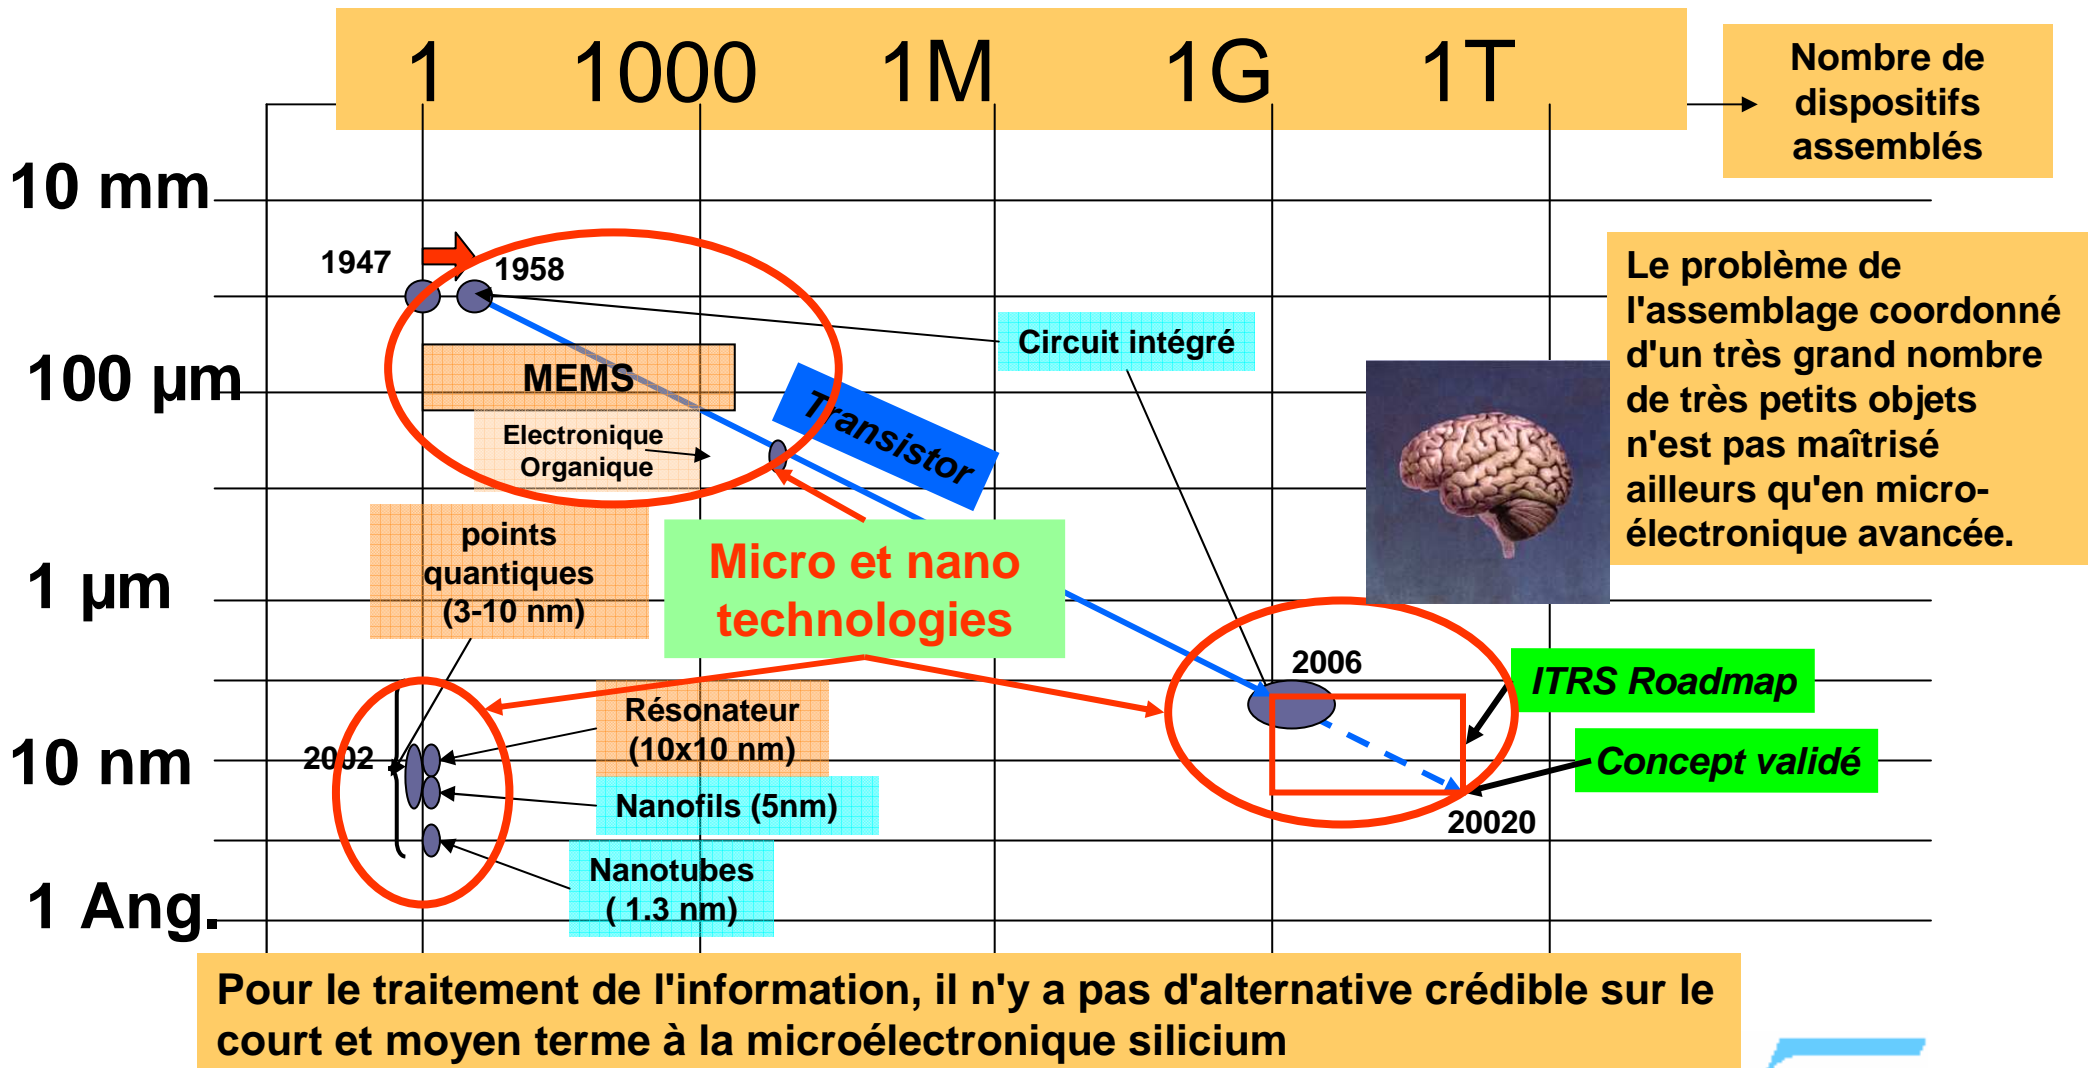 1 1000 1M 1G 1T
Nombre de
dispositifs
assemblés
10 mm
1947
1958
Le problème de
l'assemblage coordonné
d'un très grand nombre
de très petits objets
n'est pas maîtrisé
ailleurs qu'en micro-
électronique avancée.
Circuit intégré
100 µm
MEMS
Transistor
Electronique
Organique
points
quantiques
(3-10 nm)
Micro et nano
technologies
1 µm
2006
ITRS Roadmap
Résonateur
(10x10 nm)
10 nm
2002
Concept validé
Nanofils (5nm)
20020
Nanotubes
( 1.3 nm)
1 Ang.
Pour le traitement de l'information, il n'y a pas d'alternative crédible sur le
court et moyen terme à la microélectronique silicium